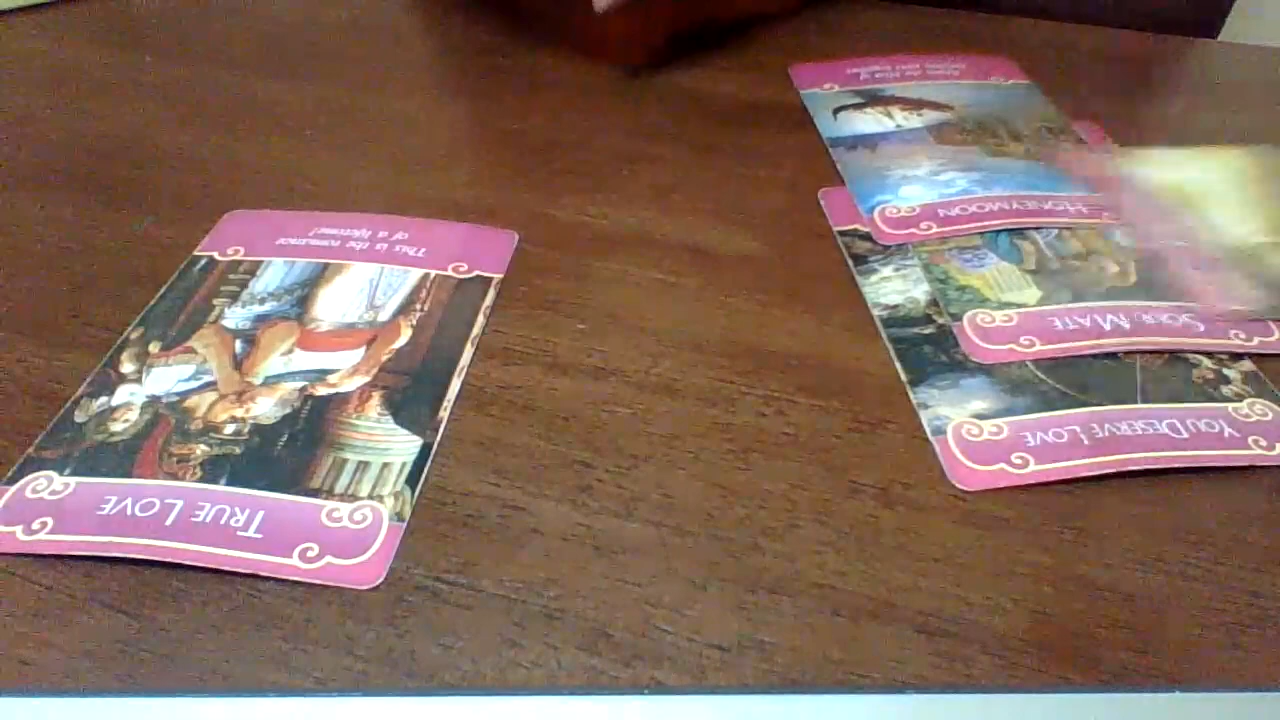 TRUE LOVE
This is the romance
of a lifetime!
HONEYMOON
SOUL MATE
YOU DESERVE LOVE